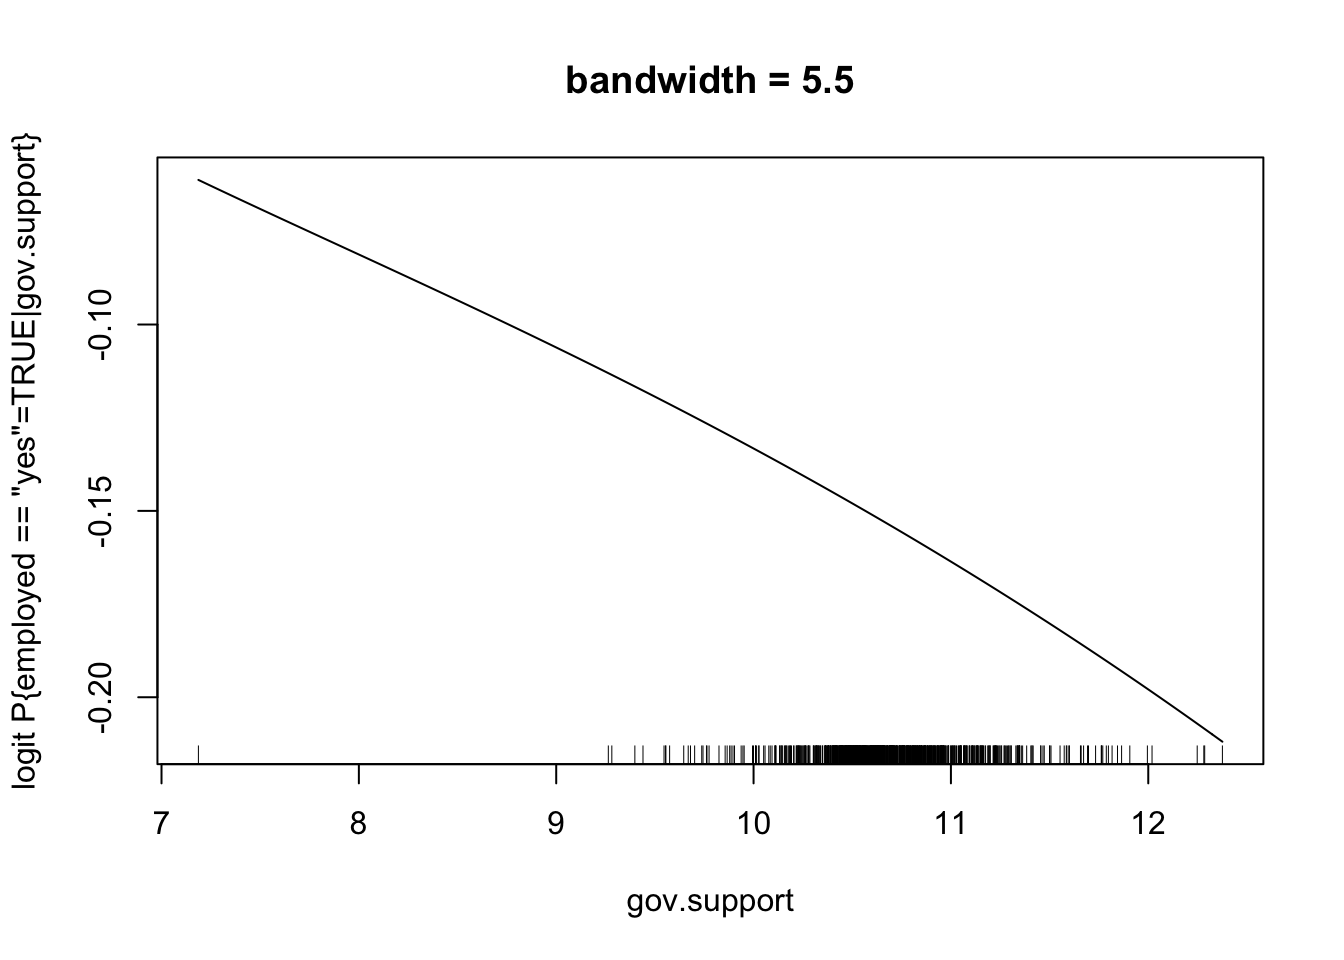 bandwidth = 5.5
logit P{employed == "yes"=TRUE|gov.support}
-0.10
-0.15
-0.20
7 8 9 10 11 12
gov.support